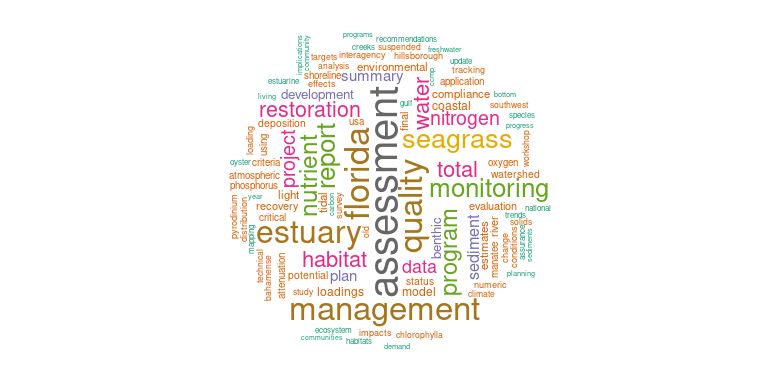 programs
recommendations
implications
community
creeks
suspended
freshwater
targets
interagency
hillsborough
update
analysis
environmental
tracking
estuarine
shoreline
summary
ccmp
application
effects
living
development
water
compliance
bottom
gulf
coastal
southwest
restoration
assessment
nitrogen
species
deposition
usa
final
progress
loading
using
project
nutrient
report
florida
seagrass
workshop
oyster
criteria
quality
total
oxygen
atmospheric
watershed
phosphorus
monitoring
year
light
tidal
carbon
survey
pyrodinium
distribution
recovery
evaluation
national
critical
program
trends
mapping
estuary
old
benthic
sediment
estimates
manatee river
solids
change
conditions
assurance
sediments
technical
bahamense
attenuation
habitat
data
potential
plan
status
planning
numeric
study
loadings
model
climate
management
ecosystem
impacts
chlorophylla
communities
habitats
demand